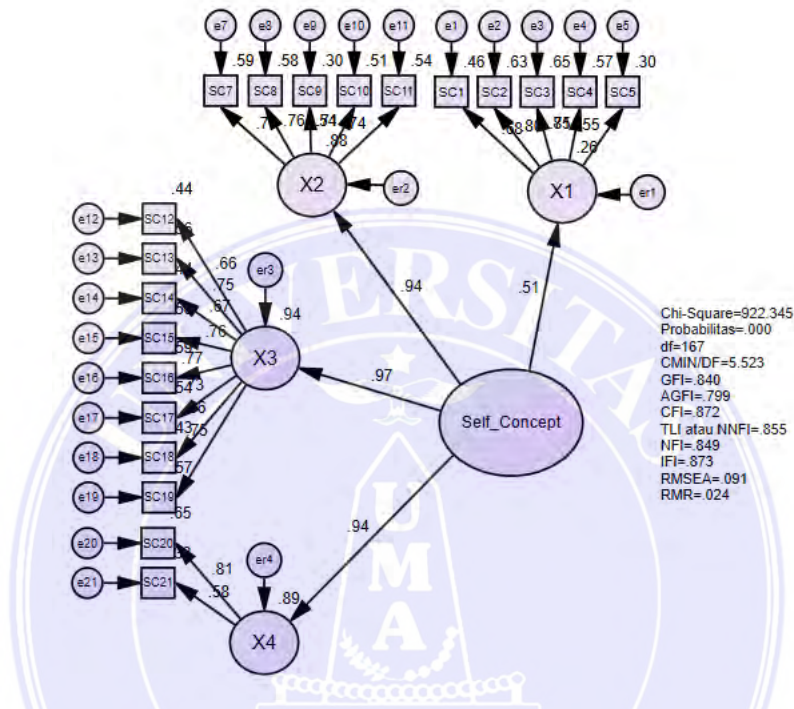 e7 e8 e9 e10 e11 e1 e2 e3 e4 e5
.59 .58 .30 .51 .54 .46 .63 .65 .57 .30
SC7 SC8 SC9 SC10 SC11 SC1 SC2 SC3 SC4 SC5
.76 .74 .68 .55
.88 .26
X2 er2 X1 er1
.44
e12 SC12
e13 SC13 .66 er3
e14 SC14 .75 .94 .94 .51
.67
e15 SC15 .76 X3
e16 SC16 .77 .97
e17 SC17
Self_Concept
e18 SC18 .75
.57
e19 SC19
.65
e20 SC20 .94
.81 er4
e21 SC21 .58 .89
X4
Chi-Square=922.345
Probabilitas=.000
df=167
CMIN/DF=5.523
GFI=.840
AGFI=.799
CFI=.872
TLI atau NNFI=.855
NFI=.849
IFI=.873
RMSEA=.091
RMR=.024
UMA